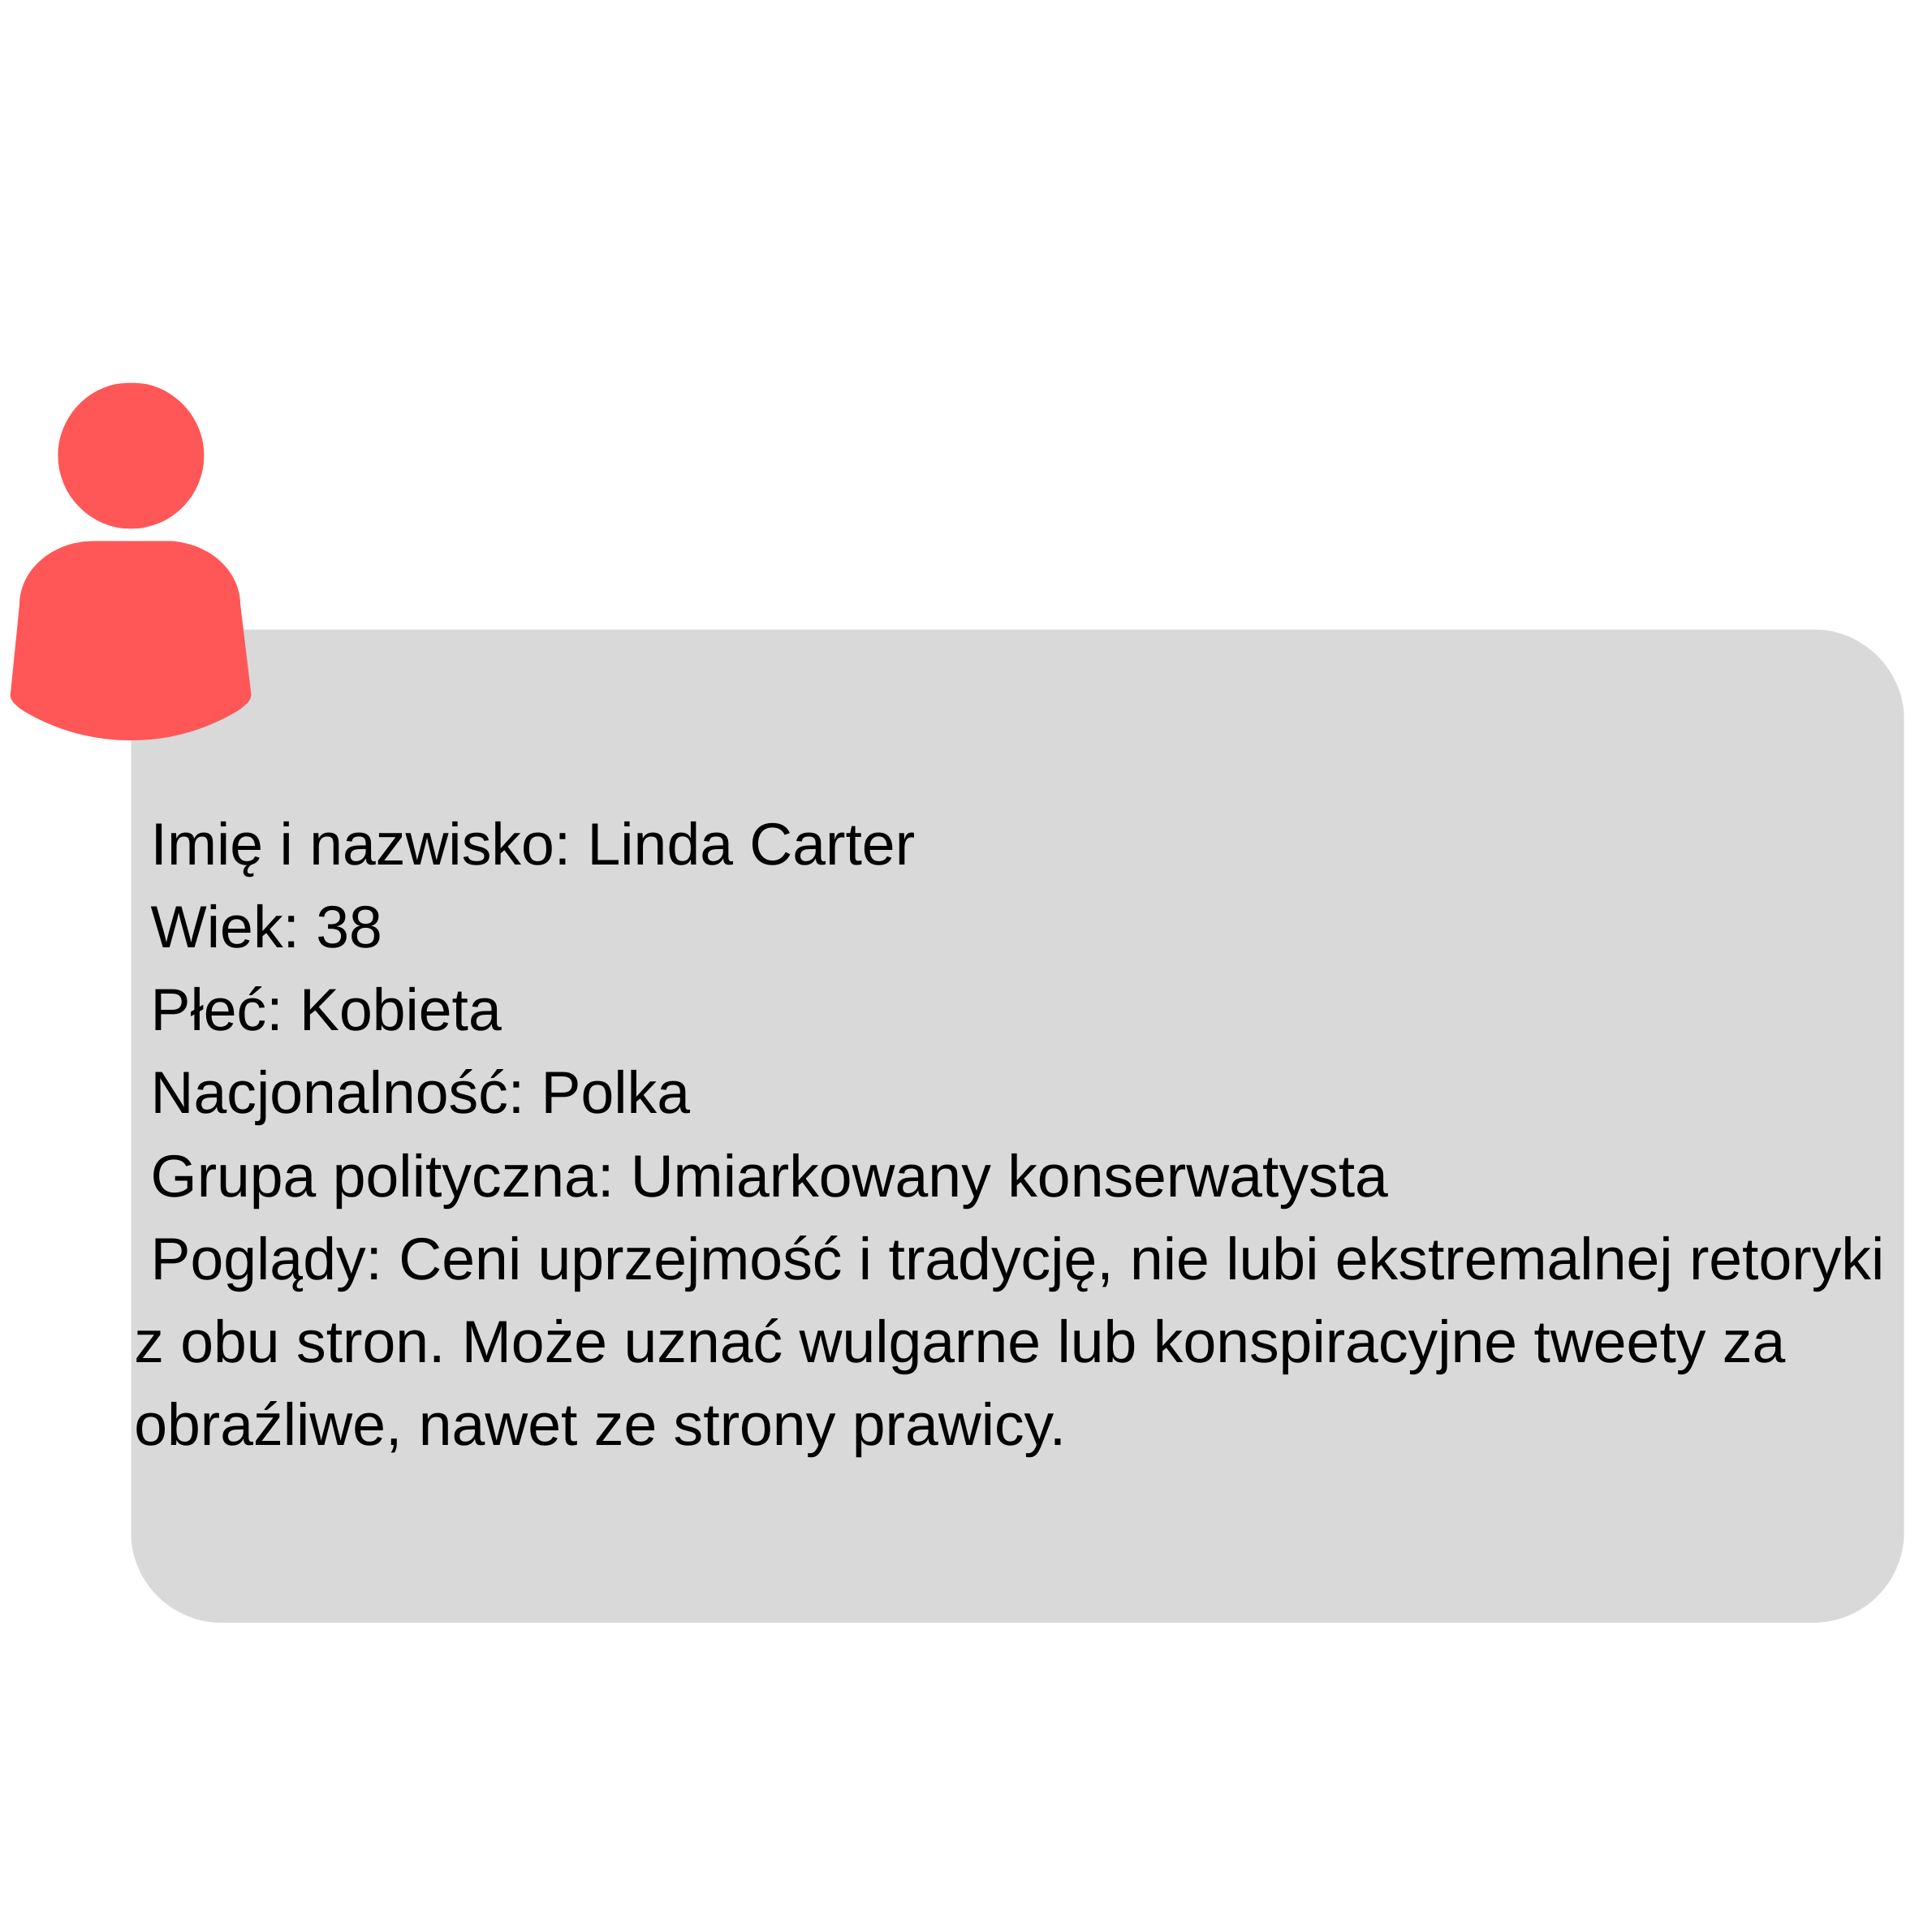 Imię i nazwisko: Linda Carter
Wiek: 38
Płeć: Kobieta
Nacjonalność: Polka
Grupa polityczna: Umiarkowany konserwatysta
Poglądy: Ceni uprzejmość i tradycję, nie lubi ekstremalnej retoryki
z obu stron. Może uznać wulgarne lub konspiracyjne tweety za
obraźliwe, nawet ze strony prawicy.